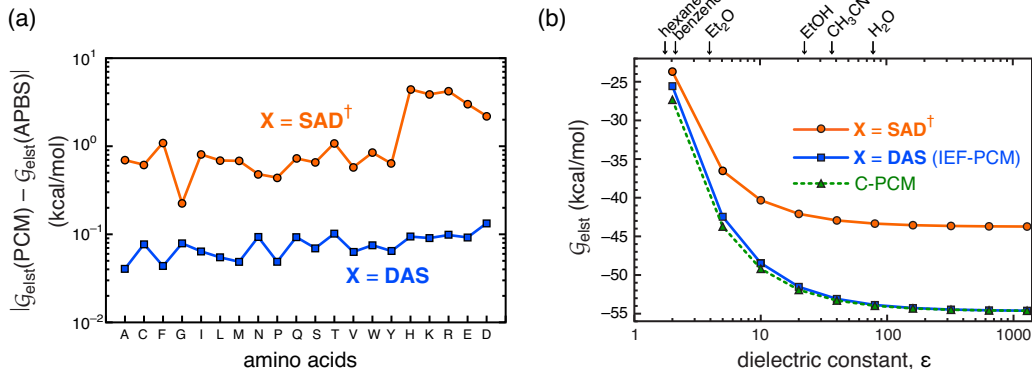 (a)
|𝒢elst(PCM) − 𝒢elst(APBS)|
(kcal/mol)
10¹
10⁰
10⁻¹
10⁻²
X = SAD†
X = DAS
A C F G I L M N P Q S T V W Y H K R E D
amino acids
(b)
hexane
benzene
Et₂O
EtOH
CH₃CN
H₂O
𝒢elst (kcal/mol)
−25
−30
−35
−40
−45
−50
−55
X = SAD†
X = DAS (IEF-PCM)
C-PCM
1 10 100 1000
dielectric constant, ε